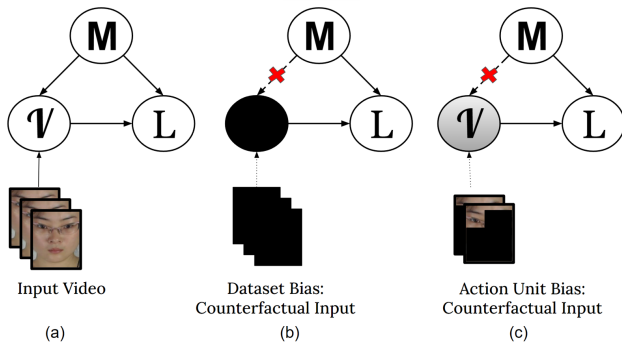 M
M
M
V
L
L
V
L
Input Video
Dataset Bias:
Counterfactual Input
Action Unit Bias:
Counterfactual Input
(a)
(b)
(c)